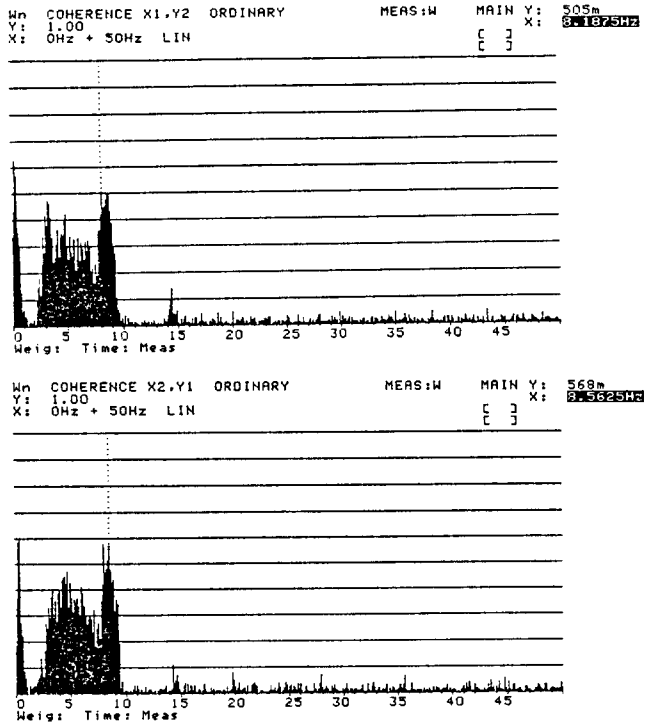 Wn COHERENCE X1,Y2 ORDINARY MEAS:W MAIN Y: 505m
Y: 1.00 X: 8.1875Hz
X: 0Hz + 50Hz LIN [ ]
[ ]
0 5 10 15 20 25 30 35 40 45
Weig: Time: Meas
Wn COHERENCE X2,Y1 ORDINARY MEAS:W MAIN Y: 568m
Y: 1.00 X: 8.5625Hz
X: 0Hz + 50Hz LIN [ ]
[ ]
0 5 10 15 20 25 30 35 40 45
Weig: Time: Meas